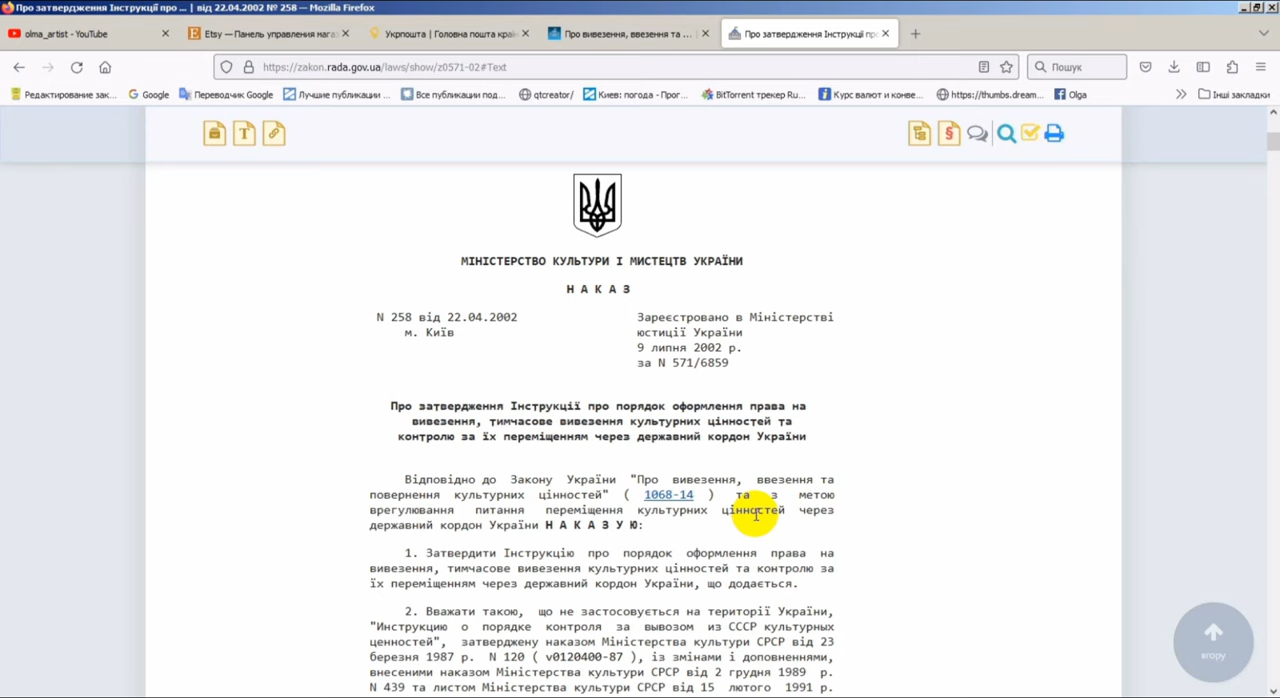 Про затвердження Інструкції про ... | від 22.04.2002 № 258 — Mozilla Firefox
olma_artist - YouTube
Etsy — Панель управления мага:
Укрпошта | Головна пошта краї
Про вивезення, ввезення та ...
Про затвердження Інструкції пр
https://zakon.rada.gov.ua/laws/show/z0571-02#Text
Пошук
Редактирование зак...
Google
Переводчик Google
Лучшие публикации ...
Все публикации под...
qtcreator/
Киев: погода - Прог...
BitTorrent трекер Ru...
Курс валют и конве...
https://thumbs.dream...
Olga
Інші закладки
МІНІСТЕРСТВО КУЛЬТУРИ І МИСТЕЦТВ УКРАЇНИ
Н А К А З
N 258 від 22.04.2002
м. Київ
Зареєстровано в Міністерстві
юстиції України
9 липня 2002 р.
за N 571/6859
Про затвердження Інструкції про порядок оформлення права на
вивезення, тимчасове вивезення культурних цінностей та
контролю за їх переміщенням через державний кордон України
Відповідно до Закону України "Про вивезення, ввезення та
повернення культурних цінностей" ( 1068-14 ) та з метою
врегулювання питання переміщення культурних цінностей через
державний кордон України Н А К А З У Ю:
1. Затвердити Інструкцію про порядок оформлення права на
вивезення, тимчасове вивезення культурних цінностей та контролю за
їх переміщенням через державний кордон України, що додається.
2. Вважати такою, що не застосовується на території України,
"Инструкцию о порядке контроля за вывозом из СССР культурных
ценностей", затверджену наказом Міністерства культури СРСР від 23
березня 1987 р. N 120 ( v0120400-87 ), із змінами і доповненнями,
внесеними наказом Міністерства культури СРСР від 2 грудня 1989 р.
N 439 та листом Міністерства культури СРСР від 15 лютого 1991 р.
вгору